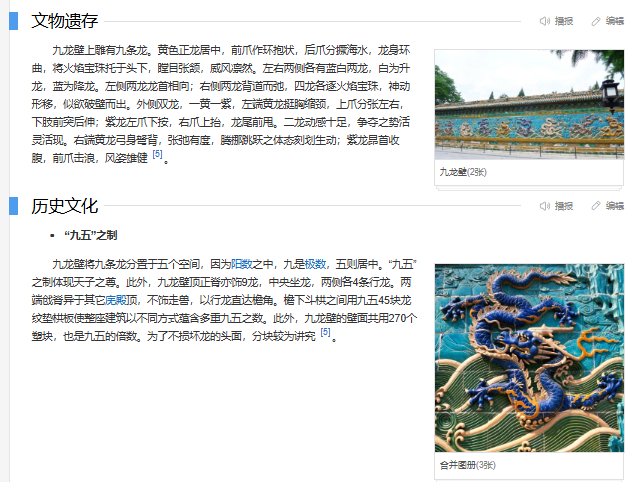 文物遗存
播报
编辑
九龙壁上雕有九条龙。黄色正龙居中，前爪作环抱状，后爪分撅海水，龙身环
曲，将火焰宝珠托于头下，瞠目张颔，威风凛然。左右两侧各有蓝白两龙，白为升
龙，蓝为降龙。左侧两龙龙首相向；右侧两龙背道而弛，四龙各逐火焰宝珠，神动
形移，似欲破壁而出。外侧双龙，一黄一紫，左端黄龙挺胸缩颈，上爪分张左右，
下肢前突后伸；紫龙左爪下按，右爪上抬，龙尾前甩。二龙动感十足，争夺之势活
灵活现。右端黄龙弓身弩背，张弛有度，腾挪跳跃之体态刻划生动；紫龙昂首收
腹，前爪击浪，风姿雄健 [5] 。
九龙壁(2张)
历史文化
播报
编辑
• “九五”之制
九龙壁将九条龙分置于五个空间，因为阳数之中，九是极数，五则居中。“九五”
之制体现天子之尊。此外，九龙壁顶正脊亦饰9龙，中央坐龙，两侧各4条行龙。两
端戗脊异于其它庑殿顶，不饰走兽，以行龙直达檐角。檐下斗栱之间用九五45块龙
纹垫栱板使整座建筑以不同方式蕴含多重九五之数。此外，九龙壁的壁面共用270个
塑块，也是九五的倍数。为了不损坏龙的头面，分块较为讲究 [5] 。
合并图册(3张)